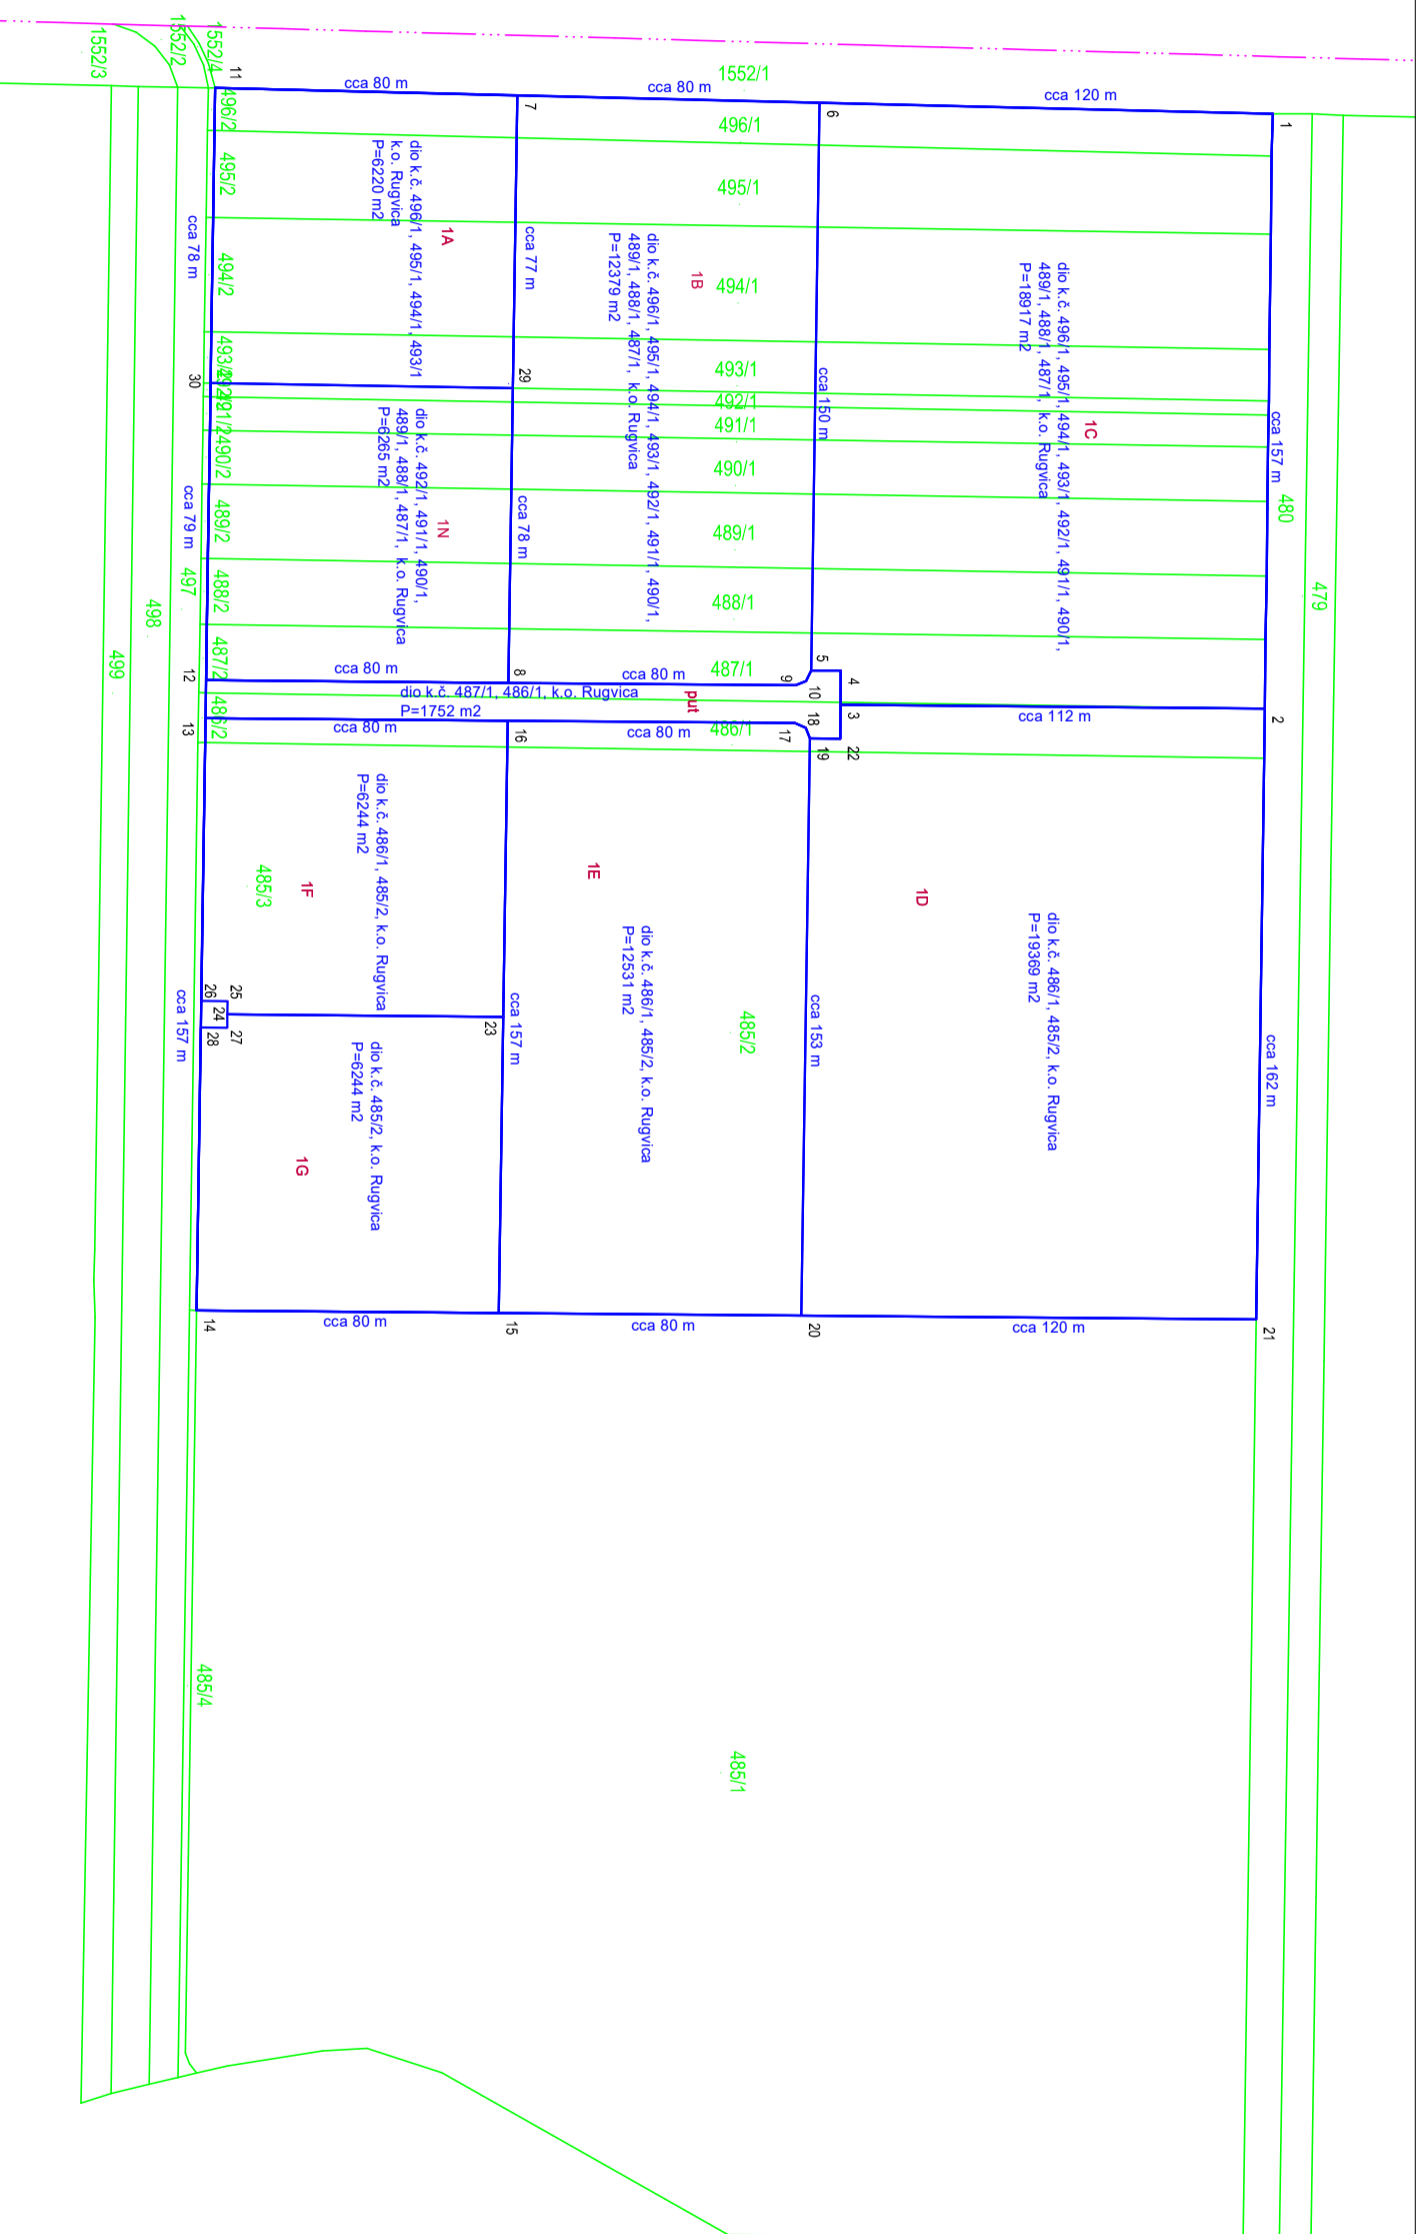 1552/3
1552/2
1552/4
1552/1
11
cca 80 m
cca 80 m
cca 120 m
1
7
6
496/2
496/1
495/2
495/1
494/2
494/1
493/1
492/1
491/1
491/2
490/2
490/1
489/2
489/1
488/2
488/1
487/2
487/1
486/2
486/1
480
479
497
498
499
dio k.č. 496/1, 495/1, 494/1, 493/1
k.o. Rugvica
P=6220 m2
1A
cca 78 m
cca 77 m
1B
dio k.č. 496/1, 495/1, 494/1, 493/1, 492/1, 491/1, 490/1,
489/1, 488/1, 487/1, k.o. Rugvica
P=12379 m2
dio k.č. 496/1, 495/1, 494/1, 493/1, 492/1, 491/1, 490/1,
489/1, 488/1, 487/1, k.o. Rugvica
P=18917 m2
1C
cca 150 m
cca 157 m
30
29
dio k.č. 492/1, 491/1, 490/1,
489/1, 488/1, 487/1, k.o. Rugvica
P=6265 m2
1N
cca 79 m
cca 78 m
12
cca 80 m
8
cca 80 m
9
10
5
4
3
2
dio k.č. 487/1, 486/1, k.o. Rugvica
P=1752 m2
put
cca 112 m
13
cca 80 m
16
cca 80 m
17
18
19
22
dio k.č. 486/1, 485/2, k.o. Rugvica
P=6244 m2
1F
485/3
1E
dio k.č. 486/1, 485/2, k.o. Rugvica
P=12531 m2
485/2
1D
dio k.č. 486/1, 485/2, k.o. Rugvica
P=19369 m2
cca 157 m
26
25
24
27
28
23
cca 157 m
cca 153 m
cca 162 m
dio k.č. 485/2, k.o. Rugvica
P=6244 m2
1G
14
cca 80 m
15
cca 80 m
20
cca 120 m
21
485/4
485/1